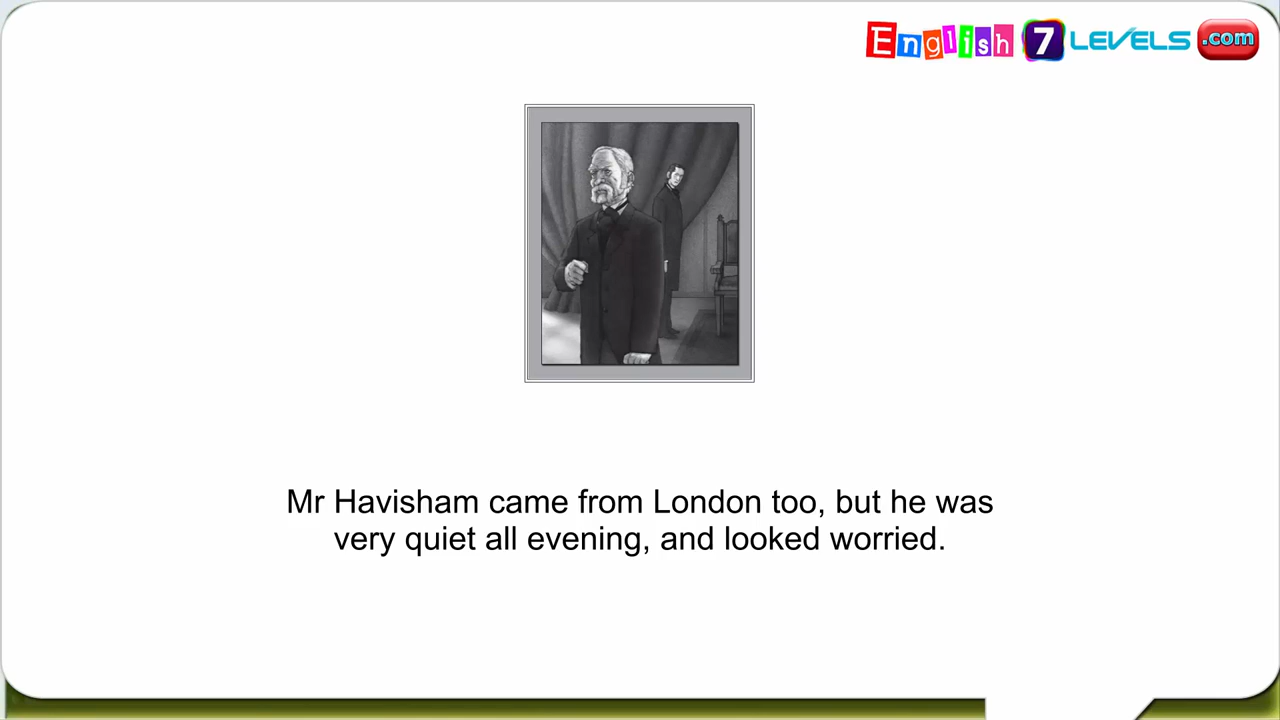 English 7 LEVELS .com
Mr Havisham came from London too, but he was
very quiet all evening, and looked worried.